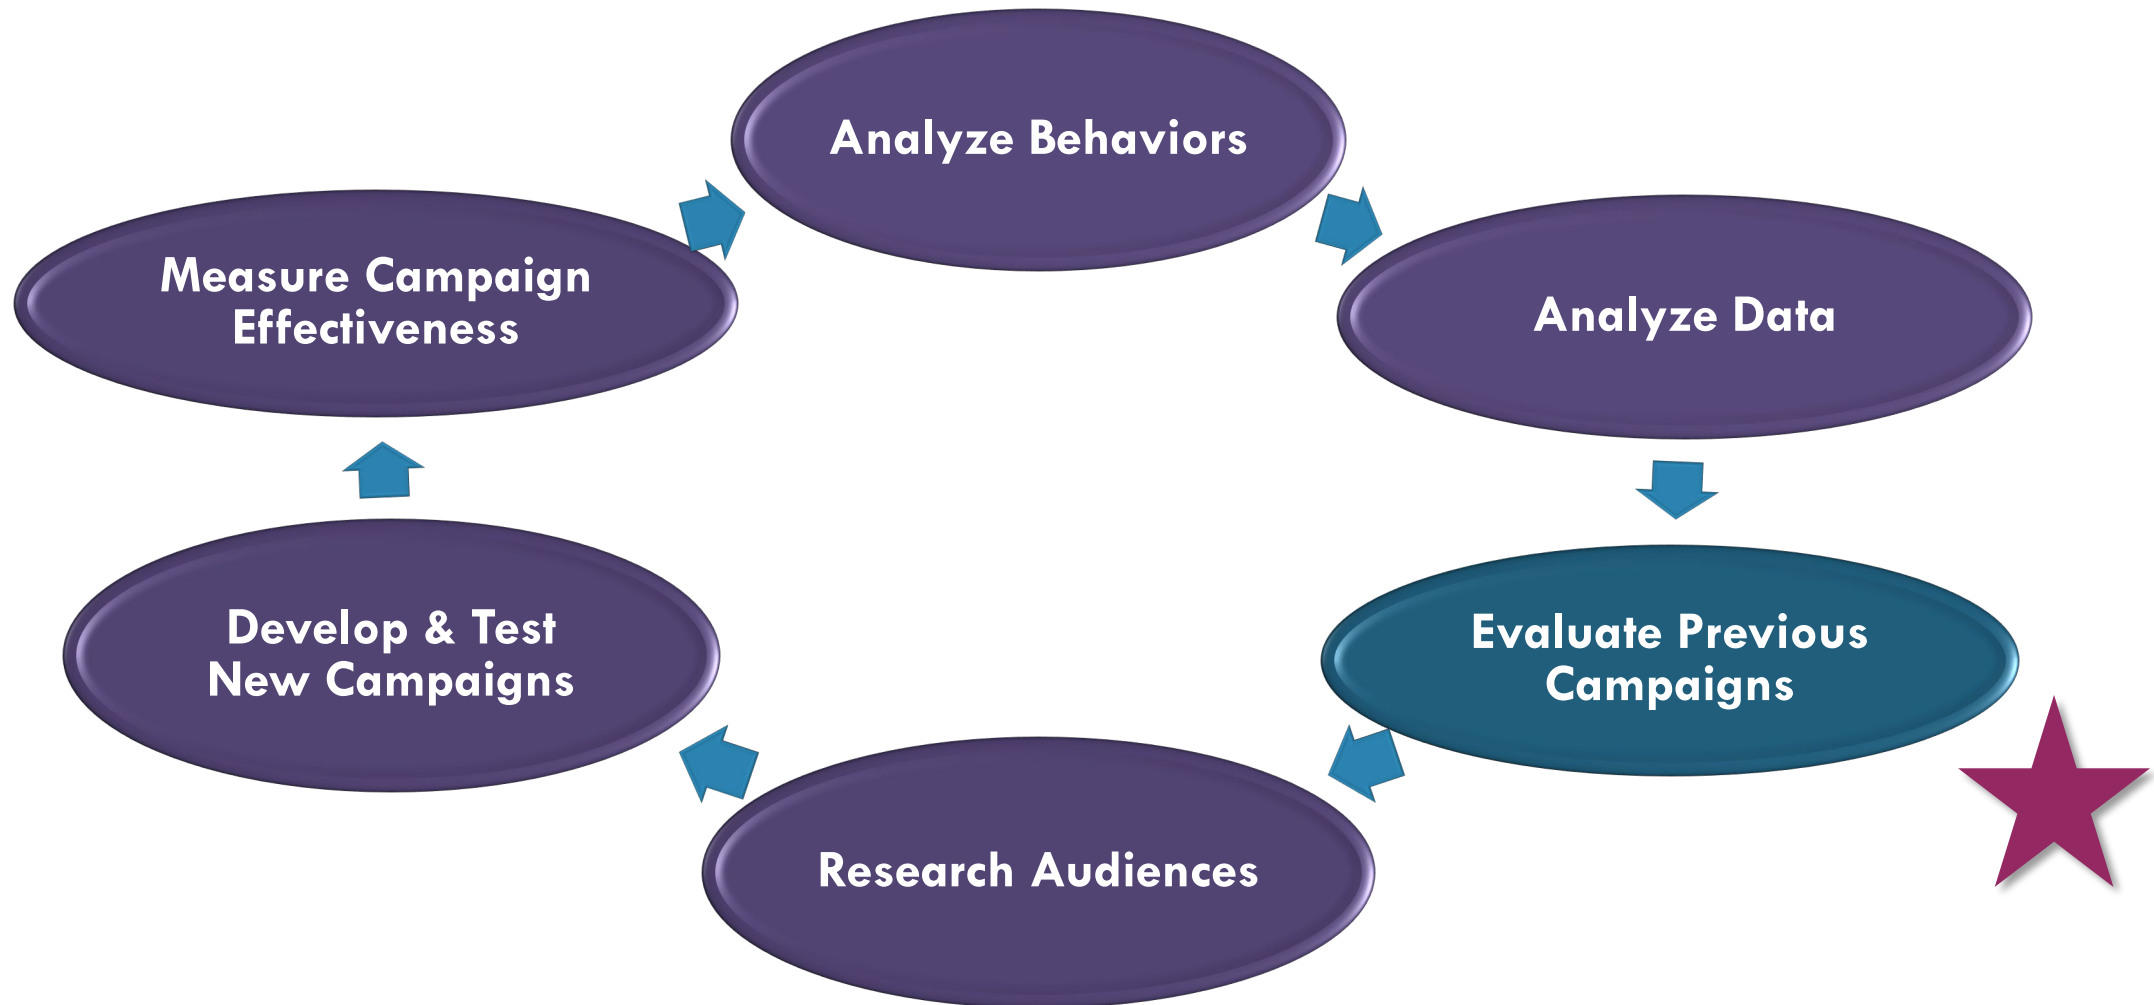 Analyze Behaviors
Analyze Data
Evaluate Previous
Campaigns
Research Audiences
Develop & Test
New Campaigns
Measure Campaign
Effectiveness